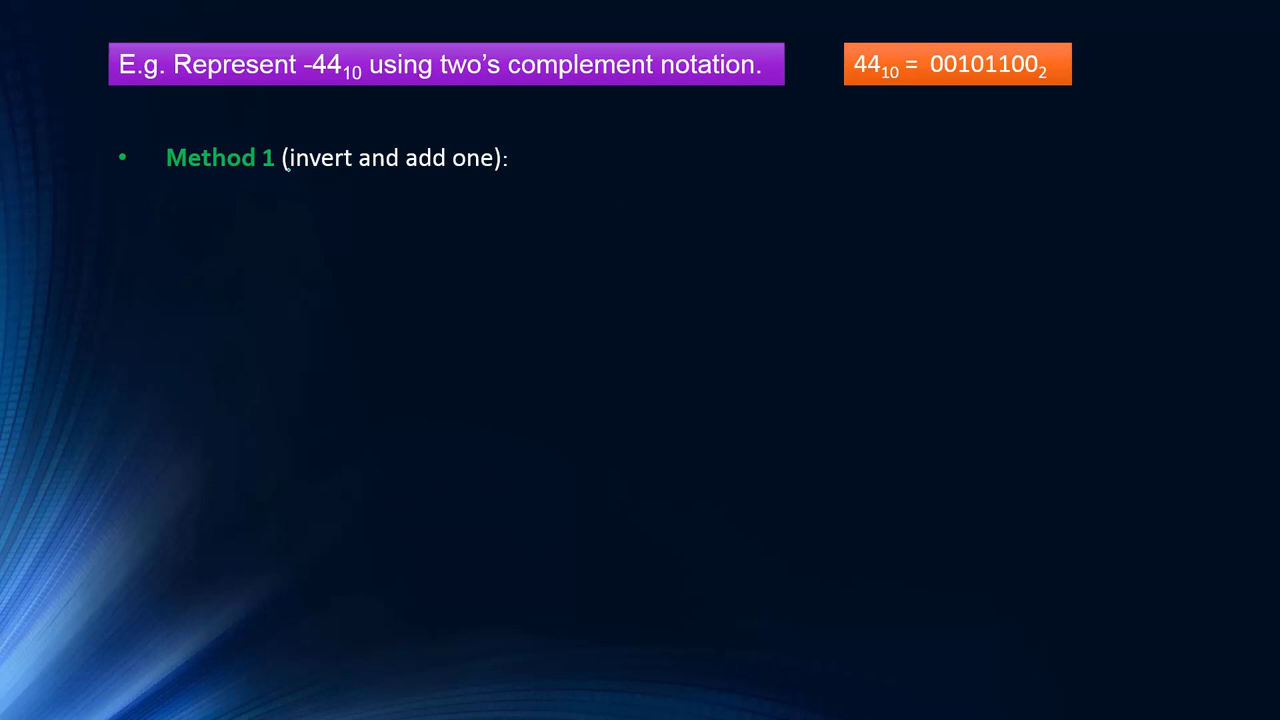 E.g. Represent -44₁₀ using two’s complement notation.
44₁₀ = 00101100₂
• Method 1 (invert and add one):